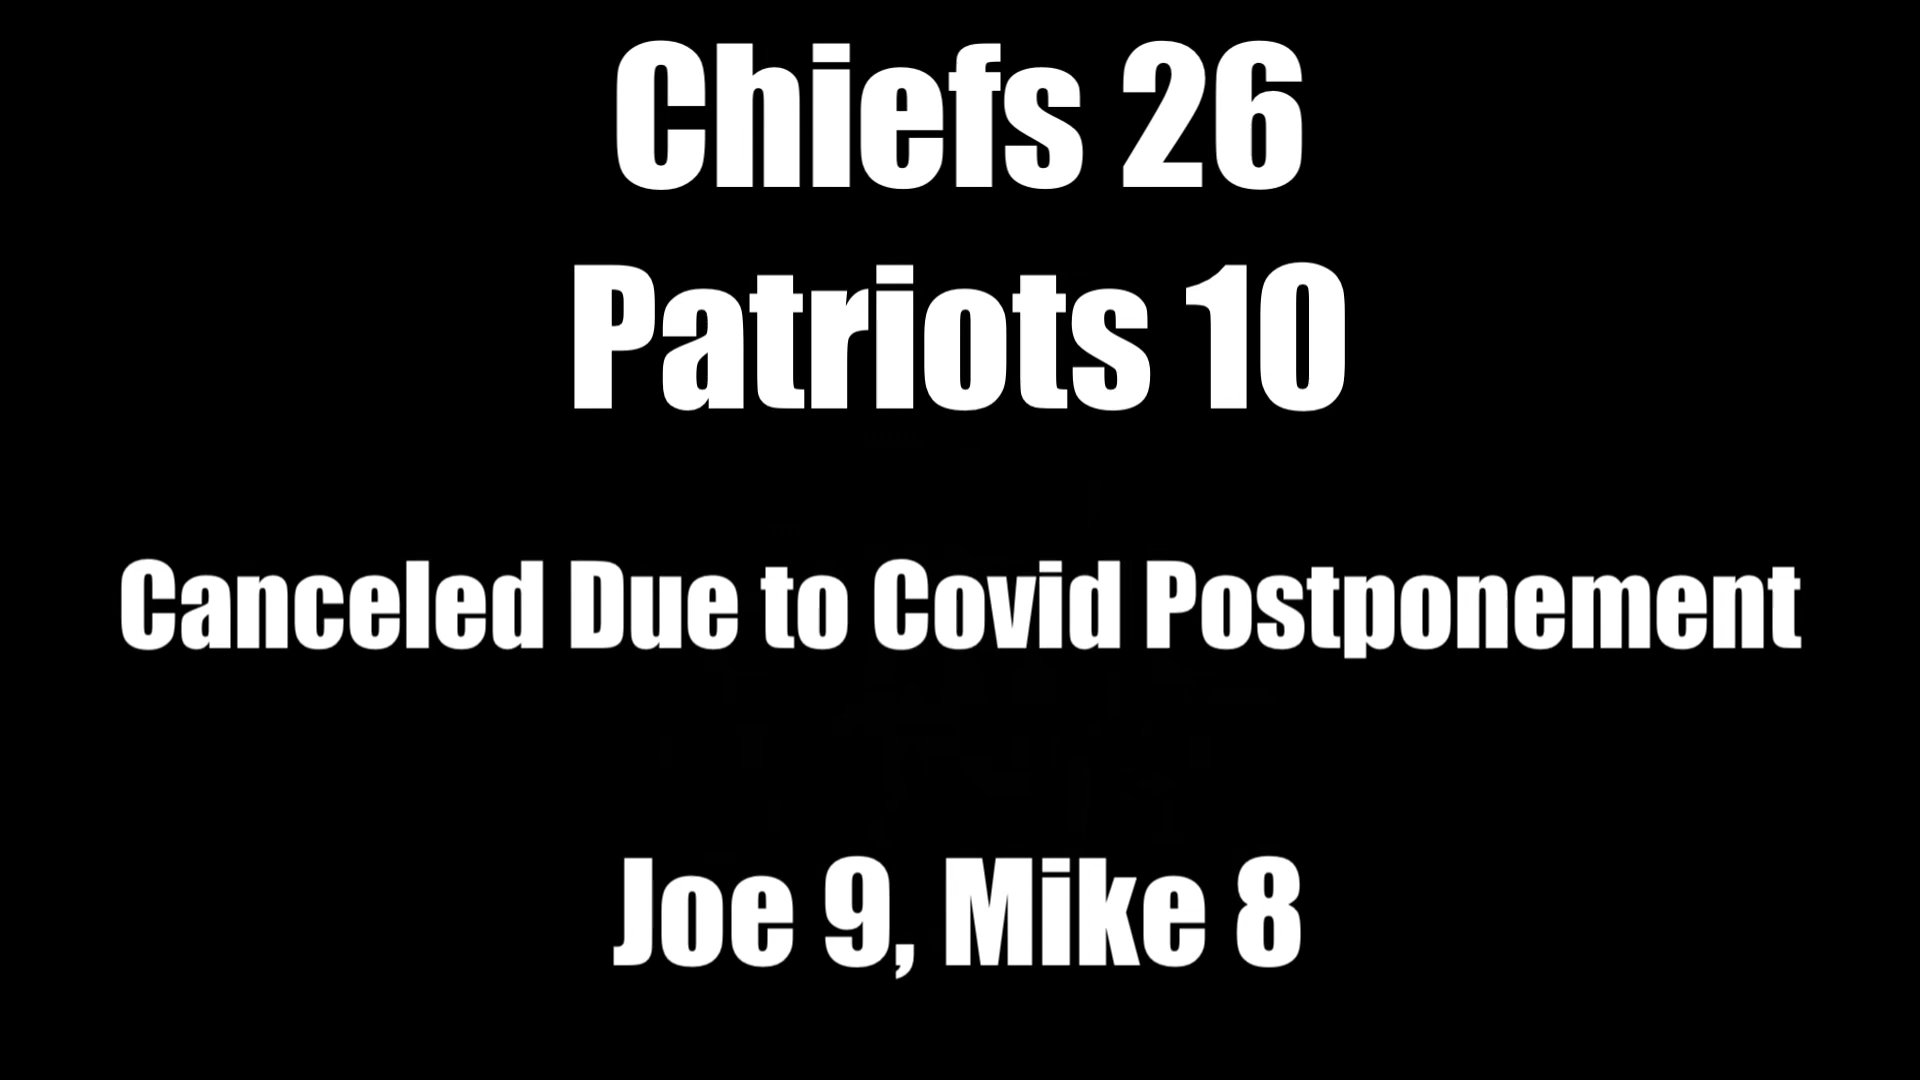 Chiefs 26
Patriots 10
Canceled Due to Covid Postponement
Joe 9, Mike 8